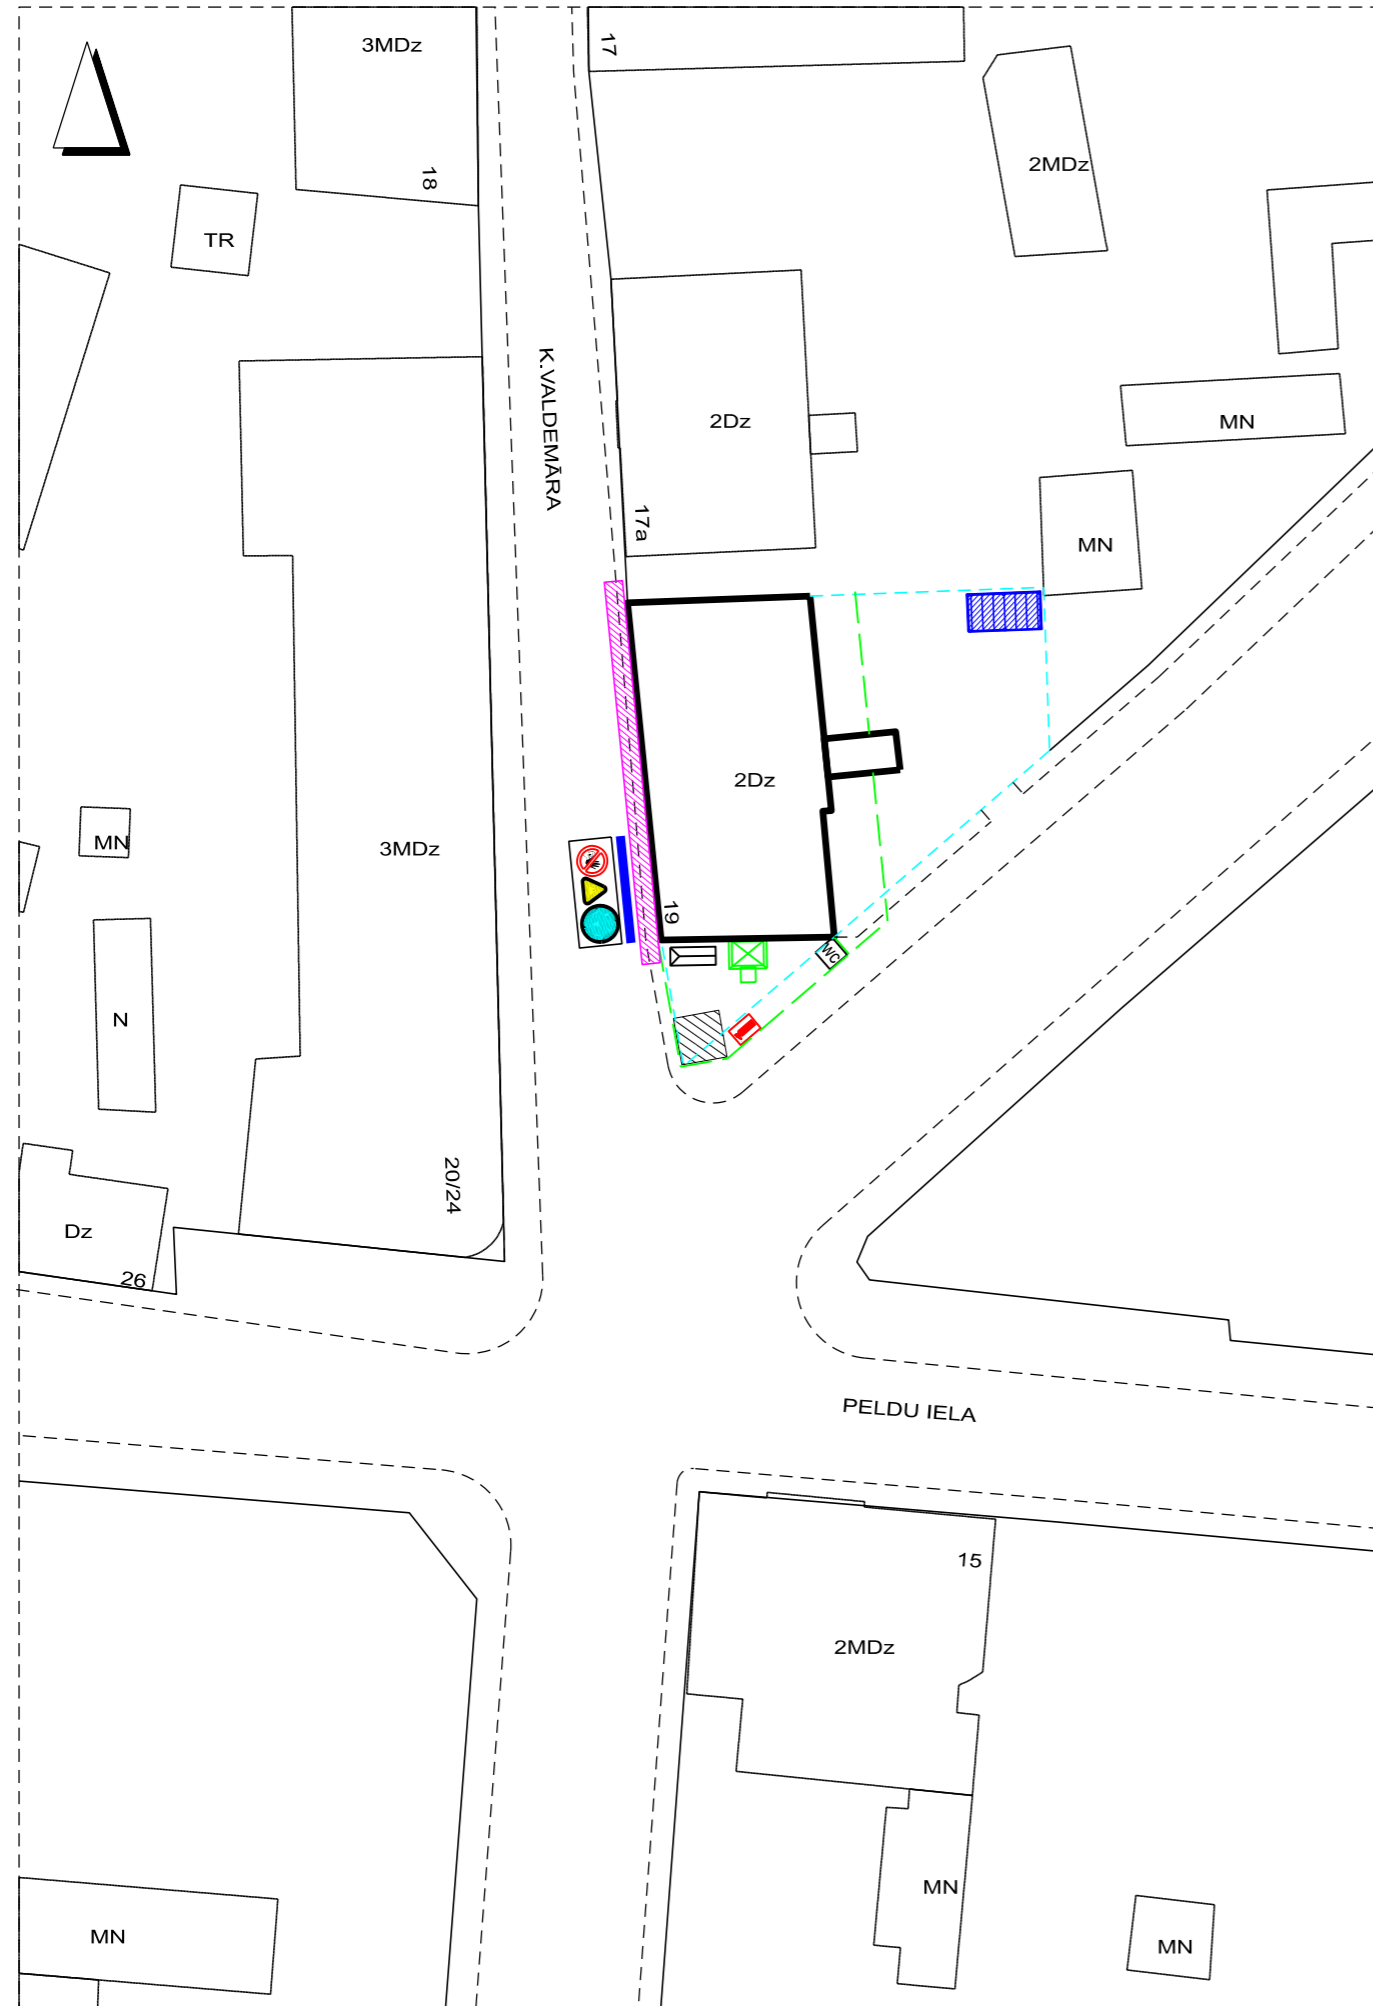 3MDz
17
2MDz
18
TR
K.VALDEMĀRA
2Dz
MN
17a
MN
2Dz
MN
3MDz
19
WC
N
20/24
Dz
26
PELDU IELA
15
2MDz
MN
MN
MN